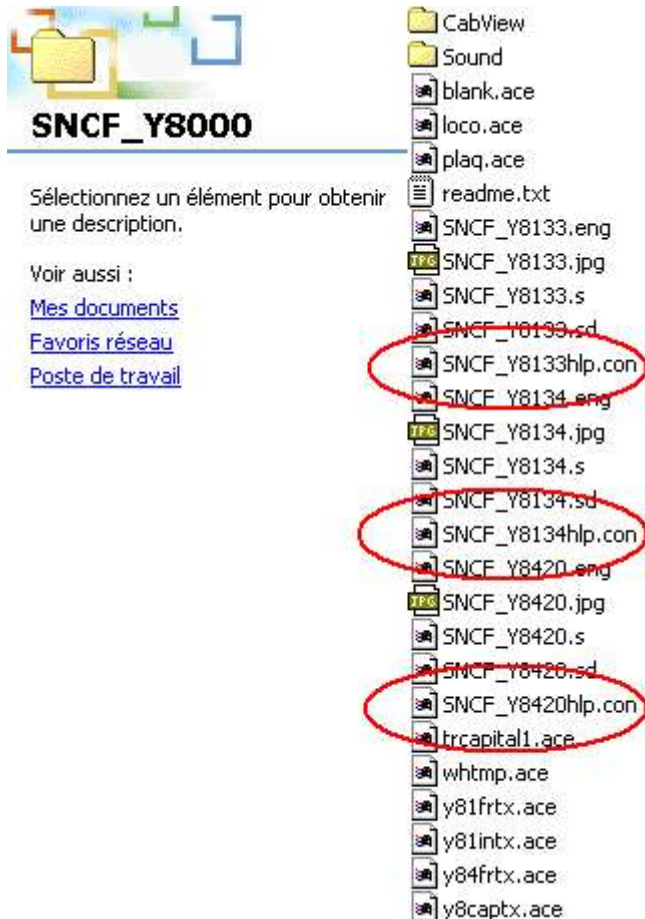 SNCF_Y8000
Sélectionnez un élément pour obtenir
une description.
Voir aussi :
Mes documents
Favoris réseau
Poste de travail
CabView
Sound
blank.ace
loco.ace
plaq.ace
readme.txt
SNCF_Y8133.eng
SNCF_Y8133.jpg
SNCF_Y8133.s
SNCF_Y8133.sd
SNCF_Y8133hlp.con
SNCF_Y8134.eng
SNCF_Y8134.jpg
SNCF_Y8134.s
SNCF_Y8134.sd
SNCF_Y8134hlp.con
SNCF_Y8420.eng
SNCF_Y8420.jpg
SNCF_Y8420.s
SNCF_Y8420.sd
SNCF_Y8420hlp.con
trcapital1.ace
whtmp.ace
y81frtx.ace
y81intx.ace
y84frtx.ace
y8captx.ace